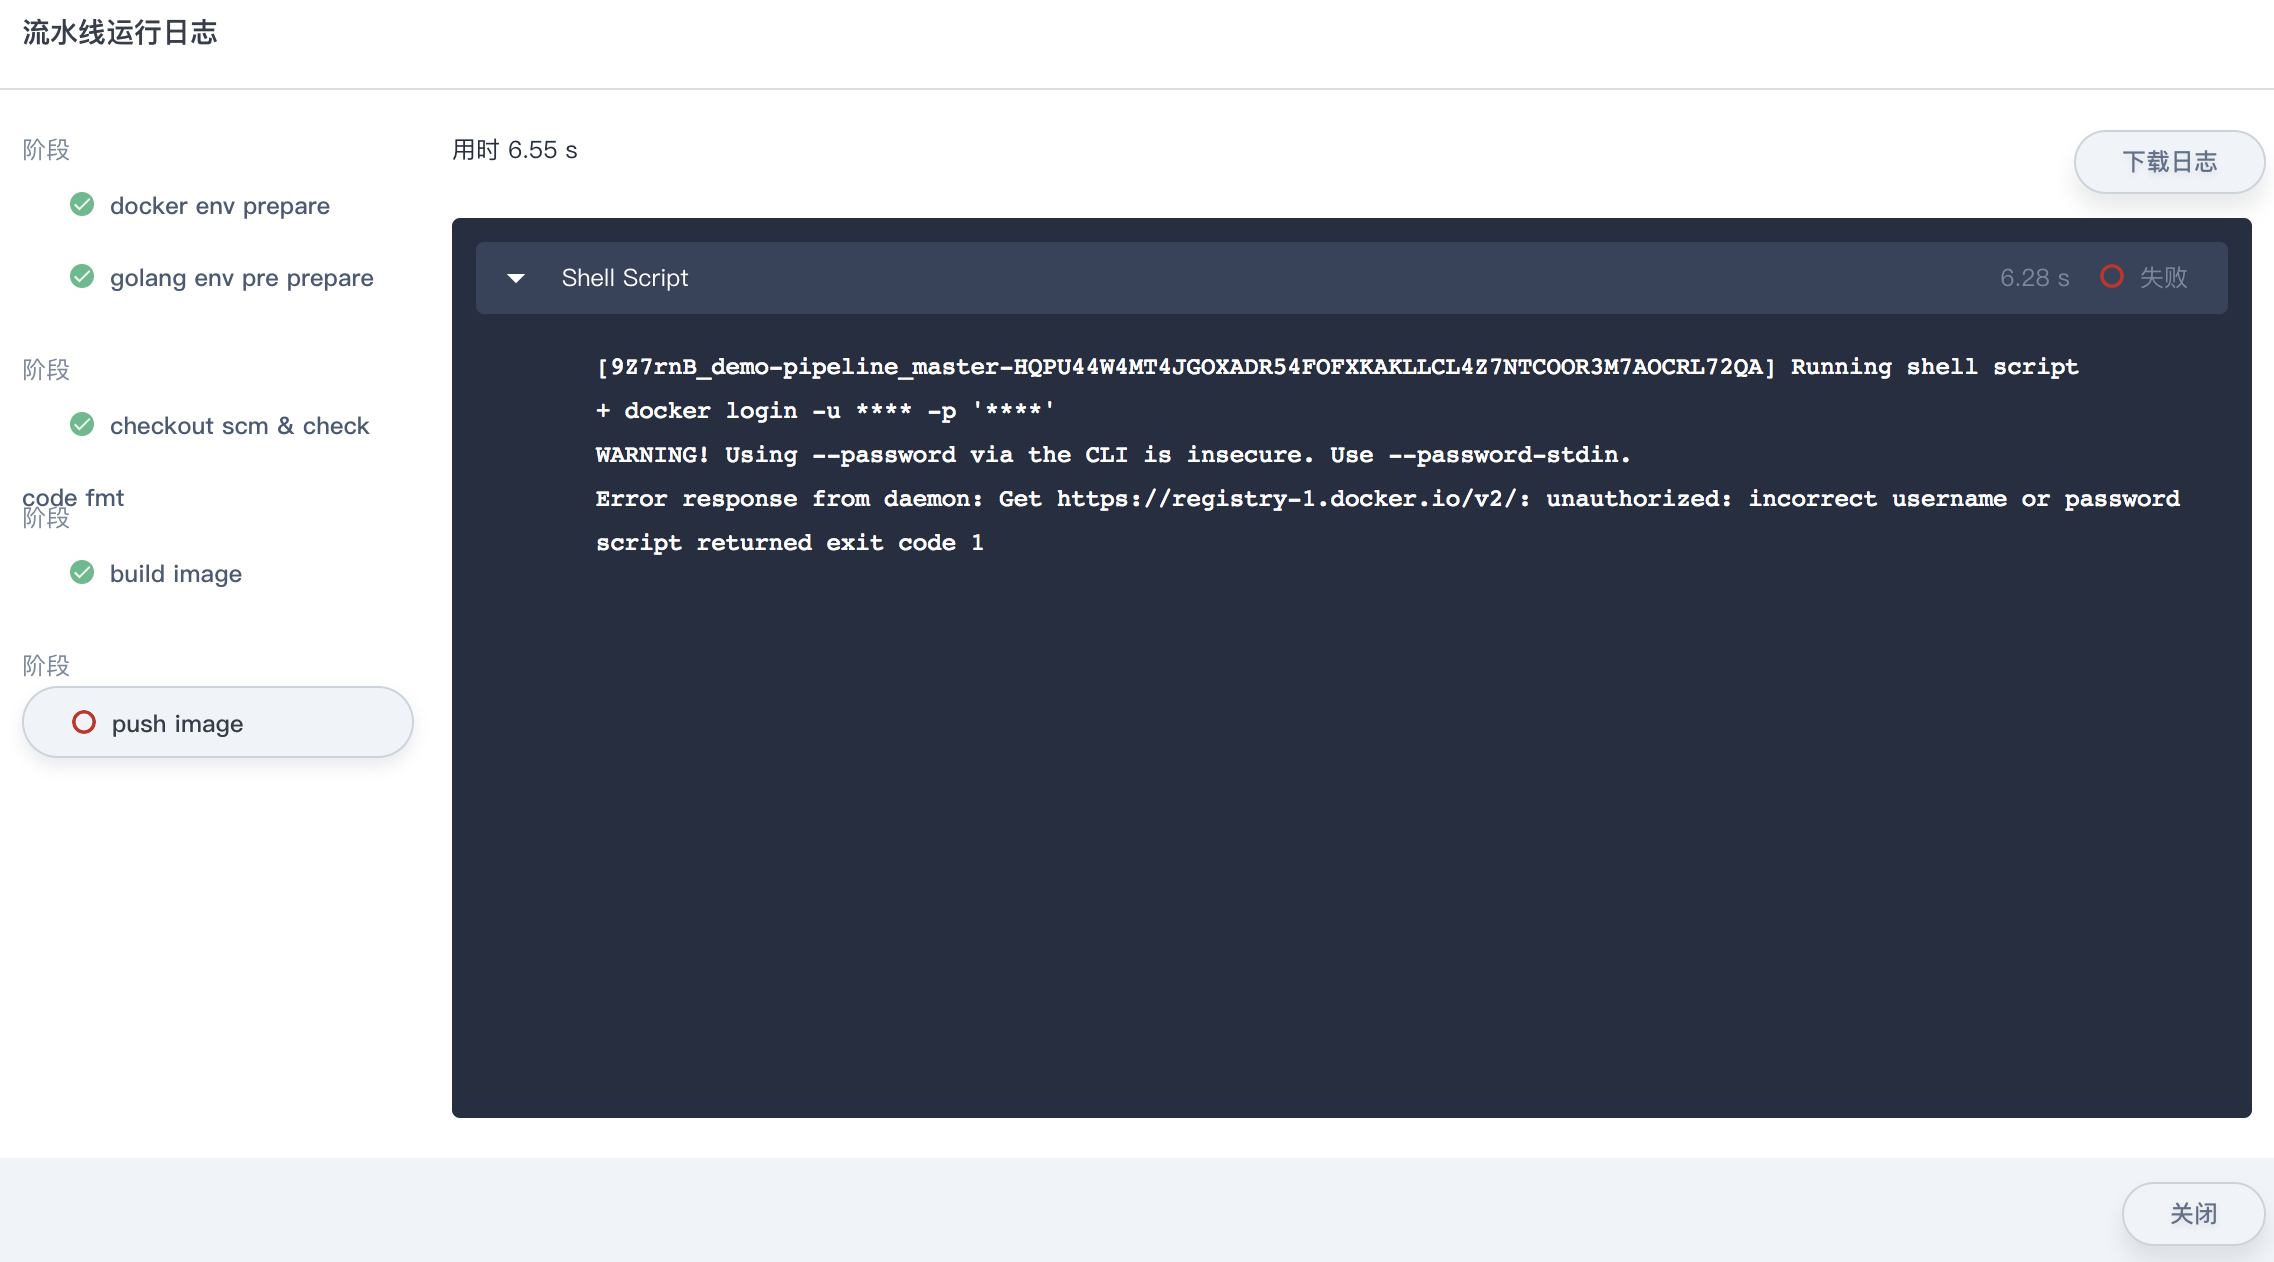 流水线运行日志
阶段
docker env prepare
golang env pre prepare
阶段
checkout scm & check
code fmt
阶段
build image
阶段
push image
用时 6.55 s
下载日志
Shell Script
6.28 s 失败
[9Z7rnB_demo-pipeline_master-HQPU44W4MT4JGOXADR54FOFXKAKLLCL4Z7NTCOOR3M7AOCRL72QA] Running shell script
+ docker login -u **** -p '****'
WARNING! Using --password via the CLI is insecure. Use --password-stdin.
Error response from daemon: Get https://registry-1.docker.io/v2/: unauthorized: incorrect username or password
script returned exit code 1
关闭